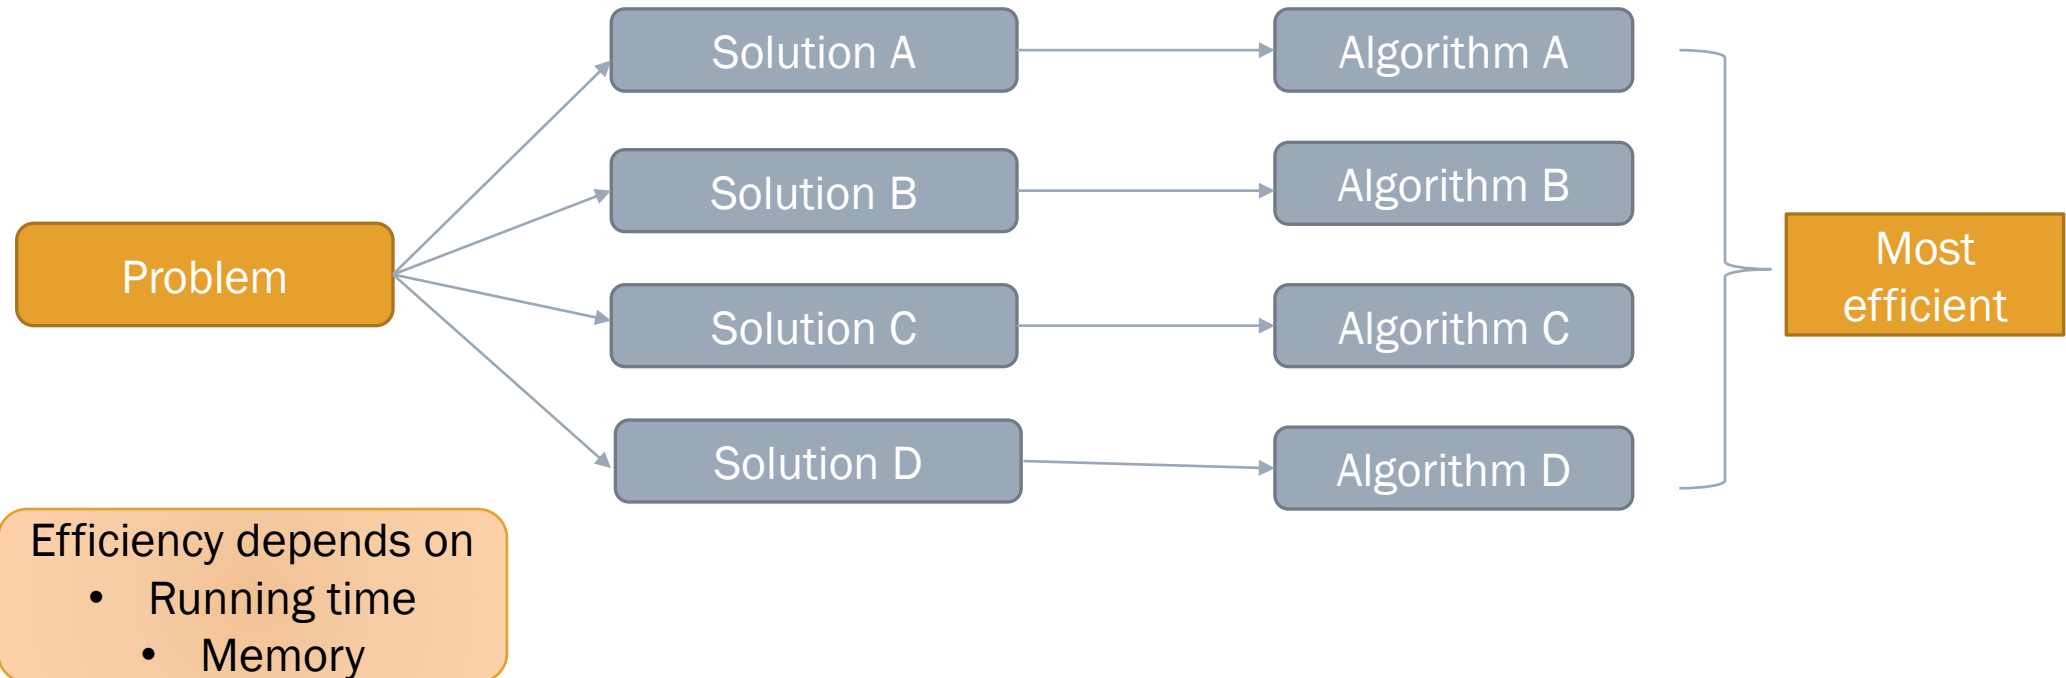 Problem
Solution A
Solution B
Solution C
Solution D
Algorithm A
Algorithm B
Algorithm C
Algorithm D
Most
efficient
Efficiency depends on
• Running time
• Memory